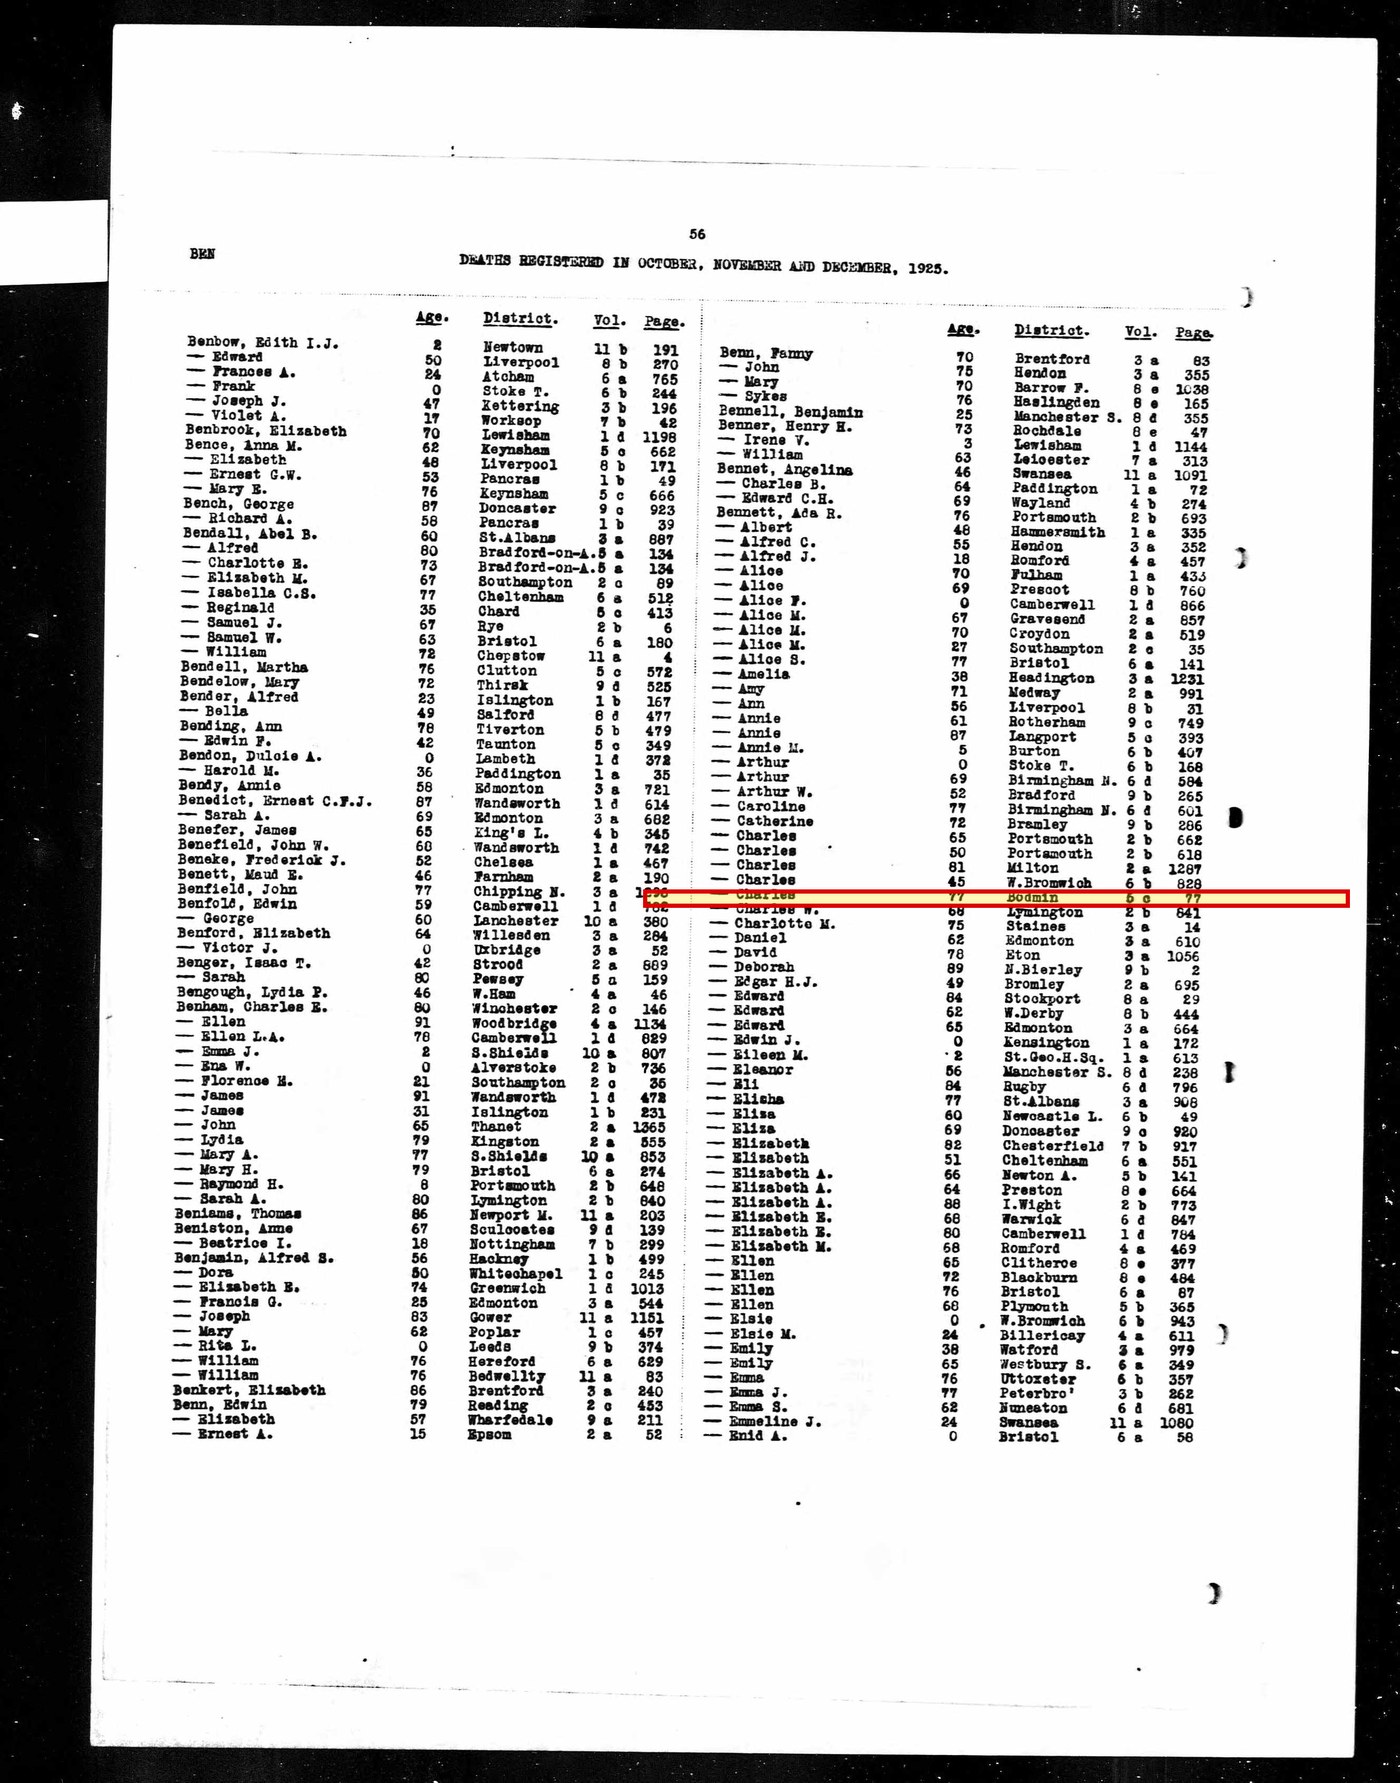 56
BEN
DEATHS REGISTERED IN OCTOBER, NOVEMBER AND DECEMBER, 1925.
Age. District. Vol. Page.
Benbow, Edith I.J. 2 Newtown 11 b 191
— Edward 50 Liverpool 8 b 270
— Frances A. 24 Atcham 6 a 765
— Frank 0 Stoke T. 6 b 244
— Joseph J. 47 Kettering 3 b 196
— Violet A. 17 Worksop 7 b 42
Benbrook, Elizabeth 70 Lewisham 1 d 1198
Bence, Anna M. 62 Keynsham 5 c 662
— Elizabeth 48 Liverpool 8 b 171
— Ernest G.W. 53 Pancras 1 b 49
— Mary E. 76 Keynsham 5 c 666
Bench, George 87 Doncaster 9 c 923
— Richard A. 58 Pancras 1 b 39
Bendall, Abel B. 60 St.Albans 3 a 887
— Alfred 80 Bradford-on-A.5 a 134
— Charlotte E. 73 Bradford-on-A.5 a 134
— Elizabeth M. 67 Southampton 2 c 89
— Isabella C.S. 77 Cheltenham 6 a 512
— Reginald 35 Chard 5 c 413
— Samuel J. 67 Rye 2 b 6
— Samuel W. 63 Bristol 6 a 180
— William 72 Chepstow 11 a 4
Bendell, Martha 76 Clutton 5 c 572
Bendelow, Mary 72 Thirsk 9 d 525
Bender, Alfred 23 Islington 1 b 167
— Bella 49 Salford 8 d 477
Bending, Ann 78 Tiverton 5 b 479
— Edwin F. 42 Taunton 5 c 349
Bendon, Dulcie A. 0 Lambeth 1 d 372
— Harold M. 36 Paddington 1 a 35
Bendy, Annie 58 Edmonton 3 a 721
Benedict, Ernest C.F.J. 87 Wandsworth 1 d 614
— Sarah A. 69 Edmonton 3 a 682
Benefer, James 65 King's L. 4 b 345
Benefield, John W. 60 Wandsworth 1 d 742
Beneke, Frederick J. 52 Chelsea 1 a 467
Benett, Maud E. 46 Farnham 2 a 190
Benfield, John 77 Chipping N. 3 a
Benfold, Edwin 59 Camberwell 1 d
— George 60 Lanchester 10 a 380
Benford, Elizabeth 64 Willesden 3 a 284
— Victor J. 0 Uxbridge 3 a 52
Benger, Isaac T. 42 Strood 2 a 889
— Sarah 80 Pewsey 5 a 159
Bengough, Lydia P. 46 W.Ham 4 a 46
Benham, Charles E. 80 Winchester 2 c 146
— Ellen 91 Woodbridge 4 a 1134
— Ellen L.A. 78 Camberwell 1 d 829
— Emma J. 2 S.Shields 10 a 807
— Ena W. 0 Alverstoke 2 b 736
— Florence E. 21 Southampton 2 c 35
— James 91 Wandsworth 1 d 472
— James 31 Islington 1 b 231
— John 65 Thanet 2 a 1365
— Lydia 79 Kingston 2 a 555
— Mary A. 77 S.Shields 10 a 853
— Mary H. 79 Bristol 6 a 274
— Raymond H. 8 Portsmouth 2 b 648
— Sarah A. 80 Lymington 2 b 840
Beniams, Thomas 86 Newport M. 11 a 203
Beniston, Anne 67 Sculcoates 9 d 139
— Beatrice I. 18 Nottingham 7 b 299
Benjamin, Alfred S. 56 Hackney 1 b 499
— Dora 50 Whitechapel 1 c 245
— Elizabeth E. 74 Greenwich 1 d 1013
— Francis G. 25 Edmonton 3 a 544
— Joseph 83 Gower 11 a 1151
— Mary 62 Poplar 1 c 457
— Rita L. 0 Leeds 9 b 374
— William 76 Hereford 6 a 629
— William 76 Bedwellty 11 a 83
Benkert, Elizabeth 86 Brentford 3 a 240
Benn, Edwin 79 Reading 2 c 453
— Elizabeth 57 Wharfedale 9 a 211
— Ernest A. 15 Epsom 2 a 52
Age. District. Vol. Page.
Benn, Fanny 70 Brentford 3 a 83
— John 75 Hendon 3 a 355
— Mary 70 Barrow F. 8 e 1038
— Sykes 76 Haslingden 8 e 165
Bennell, Benjamin 25 Manchester S. 8 d 355
Benner, Henry H. 73 Rochdale 8 e 47
— Irene V. 3 Lewisham 1 d 1144
— William 63 Leicester 7 a 313
Bennet, Angelina 46 Swansea 11 a 1091
— Charles B. 64 Paddington 1 a 72
— Edward C.H. 69 Wayland 4 b 274
Bennett, Ada R. 76 Portsmouth 2 b 693
— Albert 48 Hammersmith 1 a 335
— Alfred C. 55 Hendon 3 a 352
— Alfred J. 18 Romford 4 a 457
— Alice 70 Fulham 1 a 433
— Alice 69 Prescot 8 b 760
— Alice F. 0 Camberwell 1 d 866
— Alice M. 67 Gravesend 2 a 857
— Alice M. 70 Croydon 2 a 519
— Alice M. 27 Southampton 2 c 35
— Alice S. 77 Bristol 6 a 141
— Amelia 38 Headington 3 a 1231
— Amy 71 Medway 2 a 991
— Ann 56 Liverpool 8 b 31
— Annie 61 Rotherham 9 c 749
— Annie 87 Langport 5 c 393
— Annie M. 5 Burton 6 b 407
— Arthur 0 Stoke T. 6 b 168
— Arthur 69 Birmingham N. 6 d 584
— Arthur W. 52 Bradford 9 b 265
— Caroline 77 Birmingham N. 6 d 601
— Catherine 72 Bramley 9 b 286
— Charles 65 Portsmouth 2 b 662
— Charles 50 Portsmouth 2 b 618
— Charles 81 Milton 2 a 1287
— Charles 45 W.Bromwich 6 b 828
— Charles 77 Bodmin 5 c 77
— Charles W. 68 Lymington 2 b 841
— Charlotte M. 75 Staines 3 a 14
— Daniel 62 Edmonton 3 a 610
— David 78 Eton 3 a 1056
— Deborah 89 N.Bierley 9 b 2
— Edgar H.J. 49 Bromley 2 a 695
— Edward 84 Stockport 8 a 29
— Edward 62 W.Derby 8 b 444
— Edward 65 Edmonton 3 a 664
— Edwin J. 0 Kensington 1 a 172
— Eileen M. 2 St.Geo.H.Sq. 1 a 613
— Eleanor 56 Manchester S. 8 d 238
— Eli 84 Rugby 6 d 796
— Elisha 77 St.Albans 3 a 908
— Eliza 60 Newcastle L. 6 b 49
— Eliza 69 Doncaster 9 c 920
— Elizabeth 82 Chesterfield 7 b 917
— Elizabeth 51 Cheltenham 6 a 551
— Elizabeth A. 66 Newton A. 5 b 141
— Elizabeth A. 64 Preston 8 e 664
— Elizabeth A. 88 I.Wight 2 b 773
— Elizabeth E. 68 Warwick 6 d 847
— Elizabeth E. 80 Camberwell 1 d 784
— Elizabeth M. 68 Romford 4 a 469
— Ellen 65 Clitheroe 8 e 377
— Ellen 72 Blackburn 8 e 484
— Ellen 76 Bristol 6 a 87
— Ellen 68 Plymouth 5 b 365
— Elsie 0 W.Bromwich 6 b 943
— Elsie M. 24 Billericay 4 a 611
— Emily 38 Watford 3 a 979
— Emily 65 Westbury S. 6 a 349
— Emma 76 Uttoxeter 6 b 357
— Emma J. 77 Peterbro' 3 b 262
— Emma S. 62 Nuneaton 6 d 681
— Emmeline J. 24 Swansea 11 a 1080
— Enid A. 0 Bristol 6 a 58